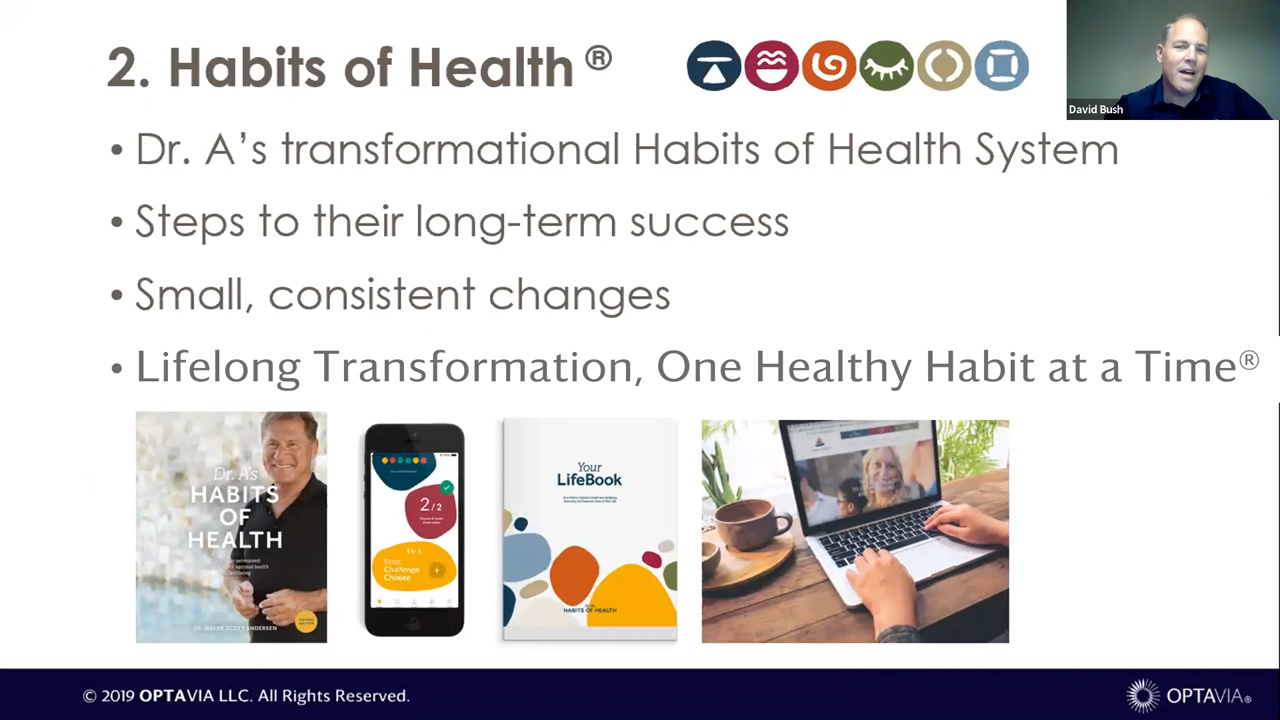 2. Habits of Health®
David Bush
• Dr. A’s transformational Habits of Health System
• Steps to their long-term success
• Small, consistent changes
• Lifelong Transformation, One Healthy Habit at a Time®
Dr. A's
HABITS
OF
HEALTH
DR. WAYNE SCOTT ANDERSEN
2/2
Dr A
Stop
Challenge
Choose
Your
LifeBook
HABITS OF HEALTH
© 2019 OPTAVIA LLC. All Rights Reserved.
OPTAVIA®